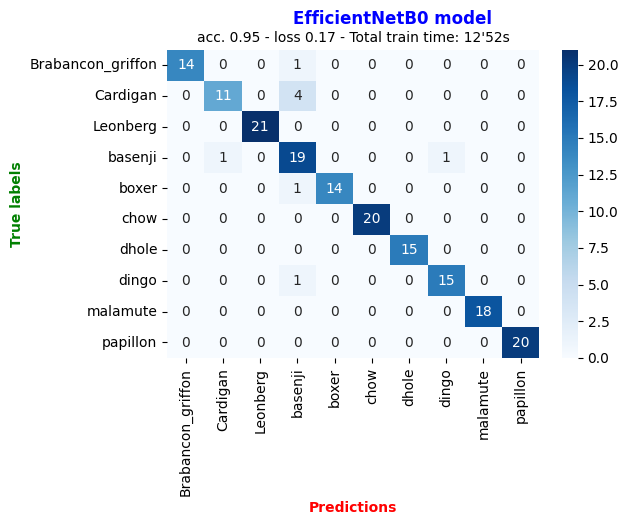 EfficientNetB0 model
acc. 0.95 - loss 0.17 - Total train time: 12'52s
True labels
Brabancon_griffon 14 0 0 1 0 0 0 0 0 0
Cardigan 0 11 0 4 0 0 0 0 0 0
Leonberg 0 0 21 0 0 0 0 0 0 0
basenji 0 1 0 19 0 0 0 1 0 0
boxer 0 0 0 1 14 0 0 0 0 0
chow 0 0 0 0 0 20 0 0 0 0
dhole 0 0 0 0 0 0 15 0 0 0
dingo 0 0 0 1 0 0 0 15 0 0
malamute 0 0 0 0 0 0 0 0 18 0
papillon 0 0 0 0 0 0 0 0 0 20
Brabancon_griffon
Cardigan
Leonberg
basenji
boxer
chow
dhole
dingo
malamute
papillon
Predictions
20.0
17.5
15.0
12.5
10.0
7.5
5.0
2.5
0.0